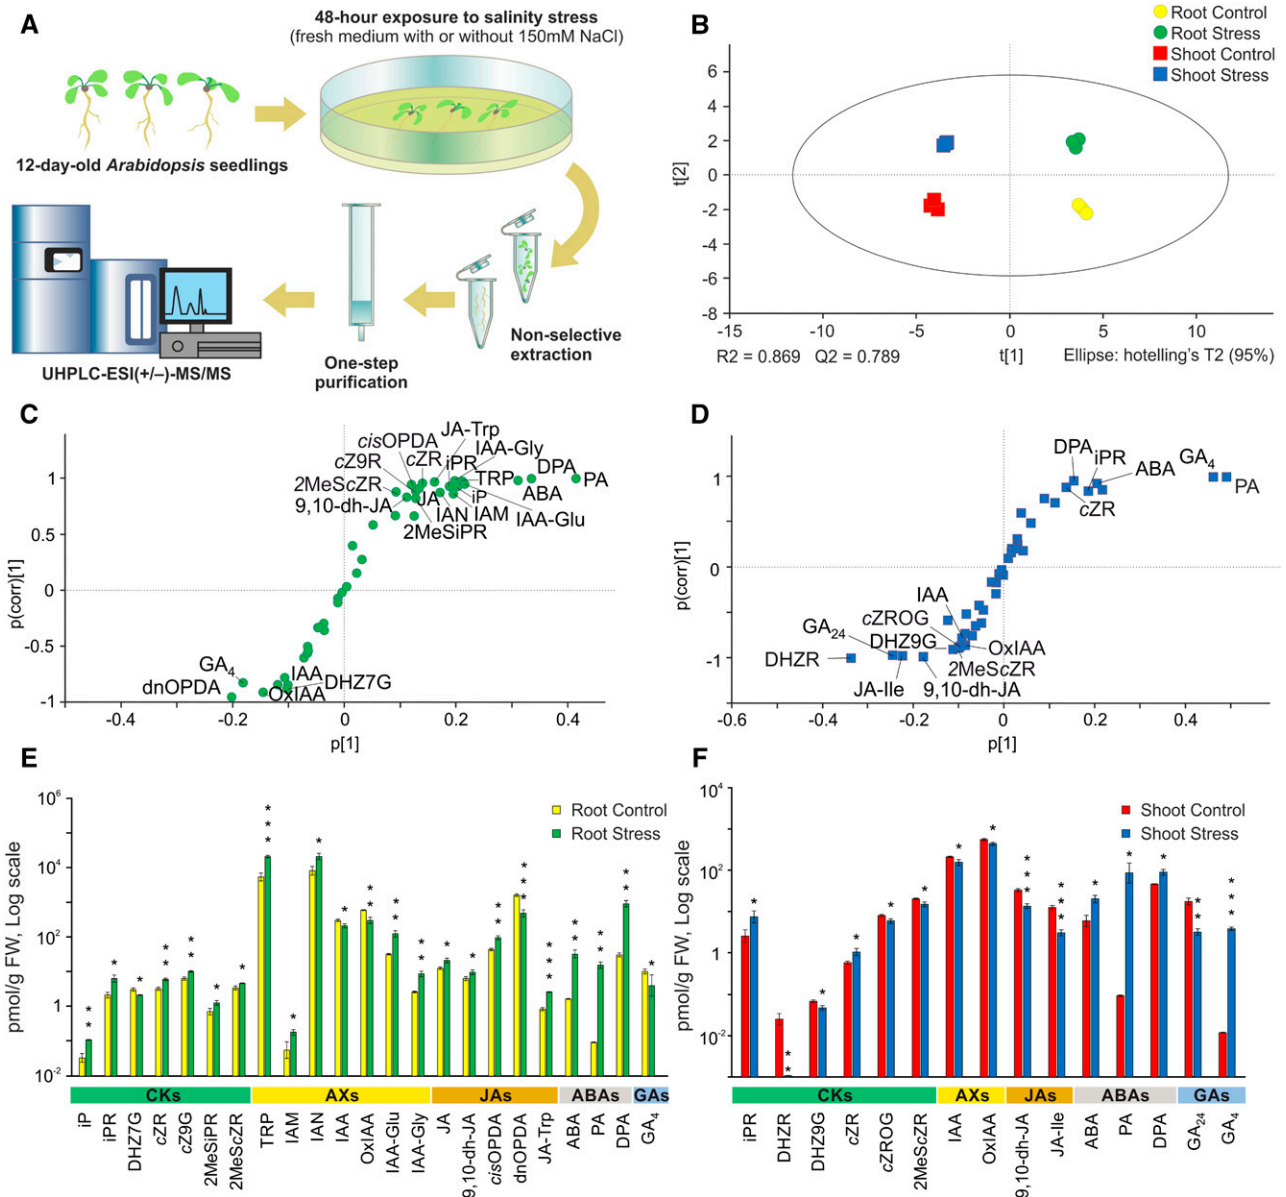 A
48-hour exposure to salinity stress
(fresh medium with or without 150mM NaCl)
12-day-old Arabidopsis seedlings
Non-selective
extraction
One-step
purification
UHPLC-ESI(+/–)-MS/MS
B
Root Control
Root Stress
Shoot Control
Shoot Stress
t[2]
6
4
2
0
-2
-4
-6
-8
-15
-10
-5
0
5
10
R2 = 0.869 Q2 = 0.789
t[1]
Ellipse: hotelling's T2 (95%)
C
p(corr)[1]
1
0.5
0
-0.5
-1
JA-Trp
cisOPDA
IAA-Gly
cZR
iPR
cZ9R
TRP
DPA
PA
2MeScZR
9,10-dh-JA
JA
iP
ABA
IAN
IAM
IAA-Glu
2MeSiPR
GA4
IAA
DHZ7G
dnOPDA
OxIAA
-0.4
-0.2
0
0.2
0.4
p[1]
D
p(corr)[1]
1
0
-1
DPA
iPR
ABA
GA4
PA
cZR
IAA
cZROG
GA24
DHZ9G
OxIAA
DHZR
2MeScZR
JA-Ile
9,10-dh-JA
-0.6
-0.4
-0.2
0
0.2
0.4
p[1]
E
pmol/g FW, Log scale
10^6
10^4
10^2
1
10^-2
Root Control
Root Stress
CKs
AXs
JAs
ABAs
GAs
iP
iPR
DHZ7G
cZR
cZ9G
2MeSiPR
2MeScZR
TRP
IAM
IAN
IAA
OxIAA
IAA-Glu
IAA-Gly
JA
9,10-dh-JA
cisOPDA
dnOPDA
JA-Trp
ABA
PA
DPA
GA4
F
pmol/g FW, Log scale
10^4
10^2
1
10^-2
Shoot Control
Shoot Stress
CKs
AXs
JAs
ABAs
GAs
iPR
DHZR
DHZ9G
cZR
cZROG
2MeScZR
IAA
OxIAA
9,10-dh-JA
JA-Ile
ABA
PA
DPA
GA24
GA4